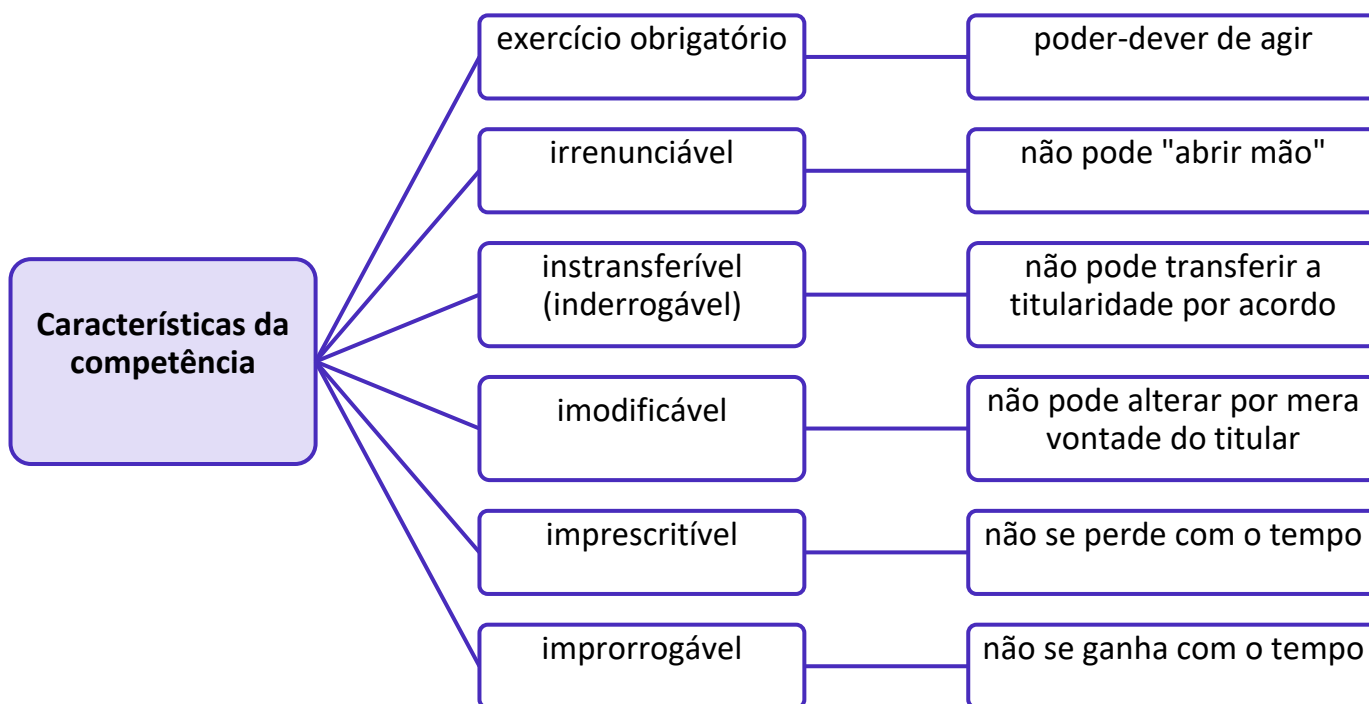 Características da
competência
exercício obrigatório
poder-dever de agir
irrenunciável
não pode "abrir mão"
instransferível
(inderrogável)
não pode transferir a
titularidade por acordo
imodificável
não pode alterar por mera
vontade do titular
imprescritível
não se perde com o tempo
improrrogável
não se ganha com o tempo